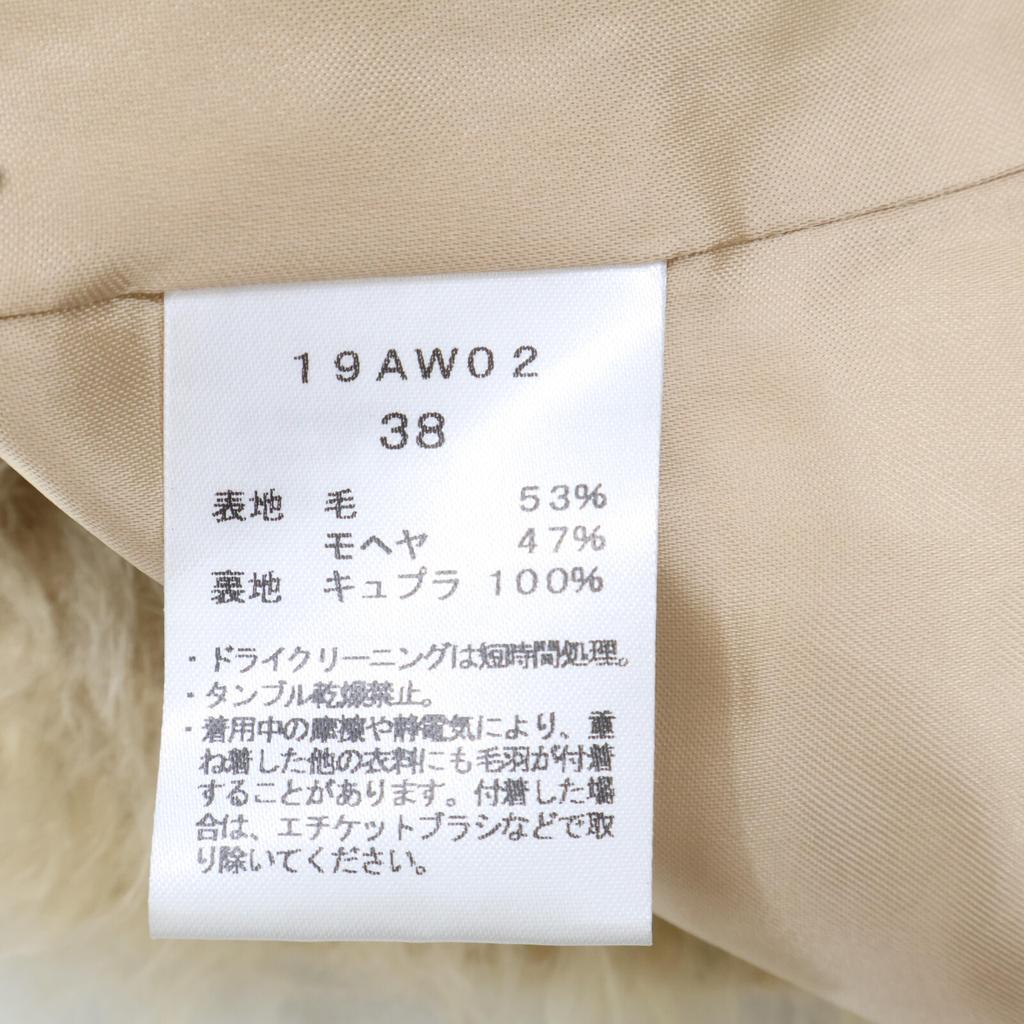 19AW02
38
表地 毛 53%
モヘヤ 47%
裏地 キュプラ 100%
・ドライクリーニングは短時間処理。
・タンブル乾燥禁止。
・着用中の摩擦や静電気により、重
ね着した他の衣料にも毛羽が付着
することがあります。付着した場
合は、エチケットブラシなどで取
り除いてください。